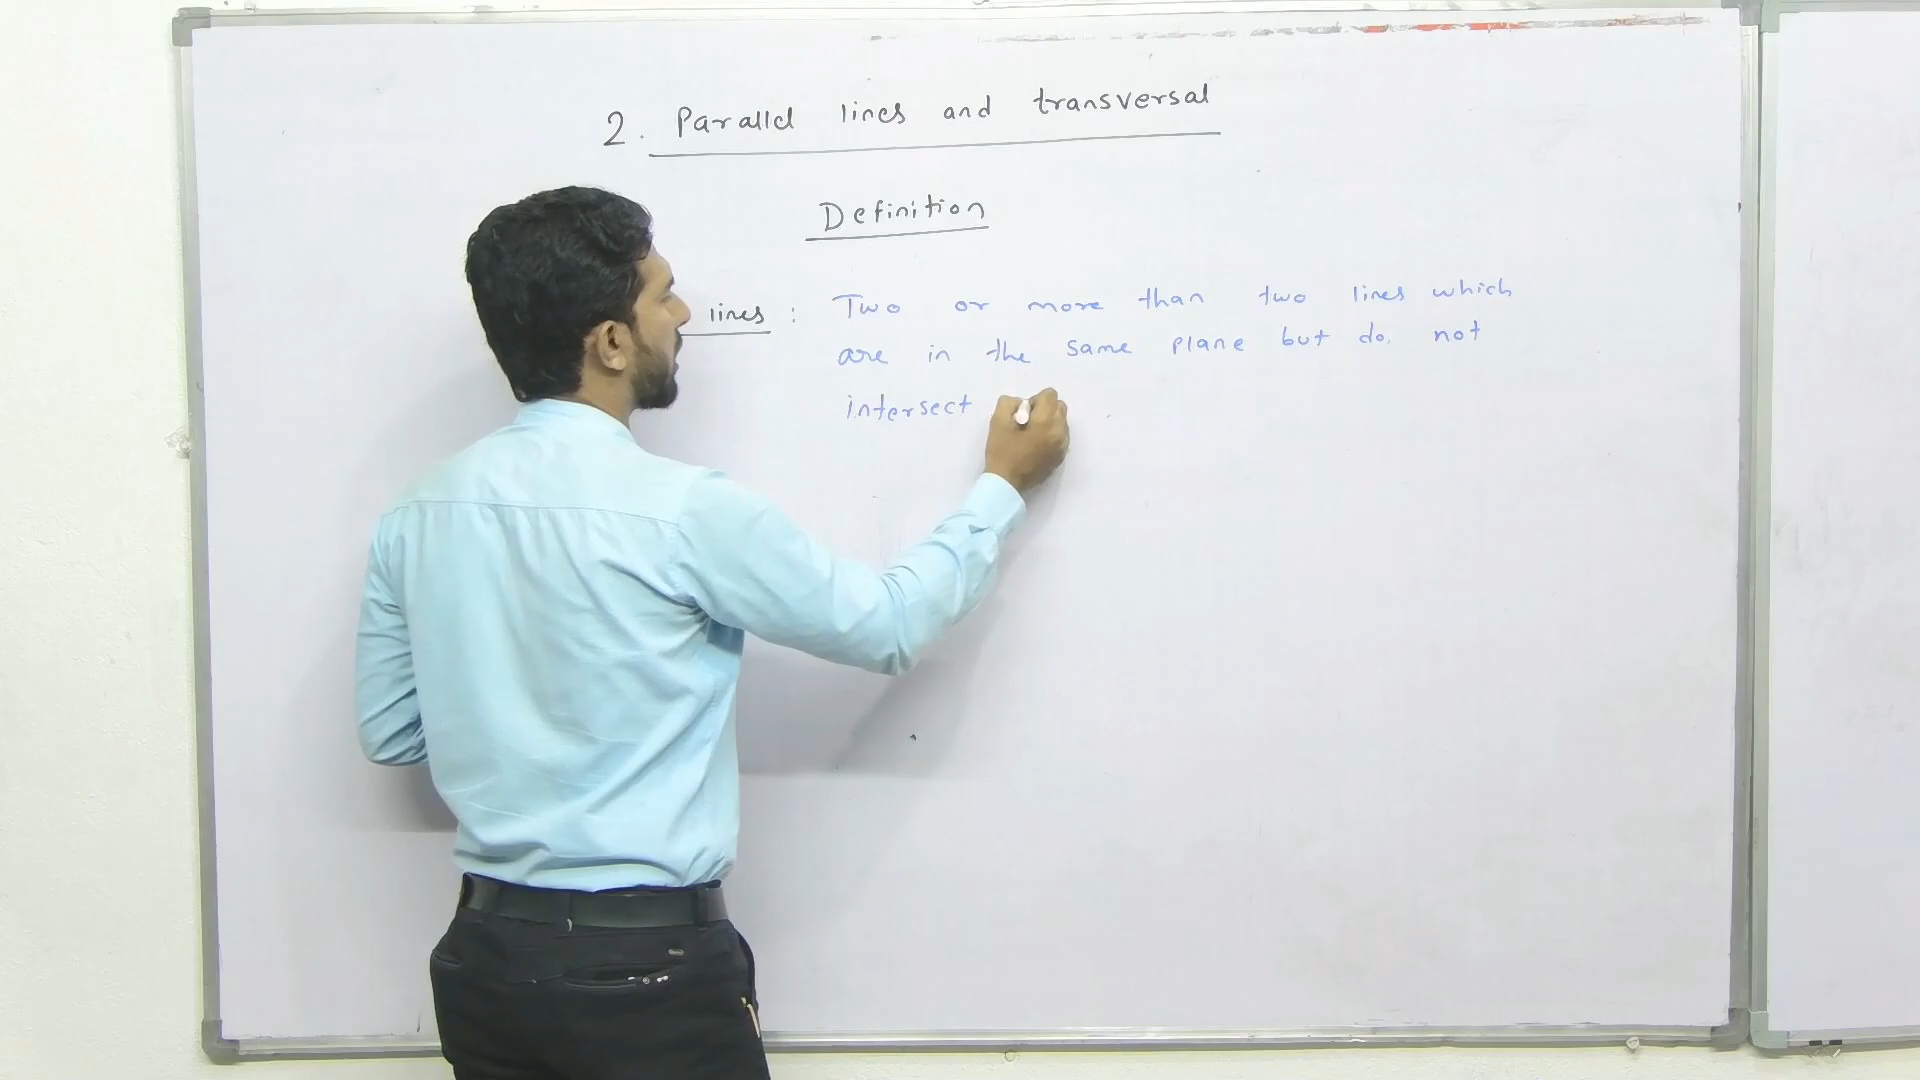 2. Parallel lines and transversal
Definition
lines : Two or more than two lines which
are in the same plane but do not
intersect